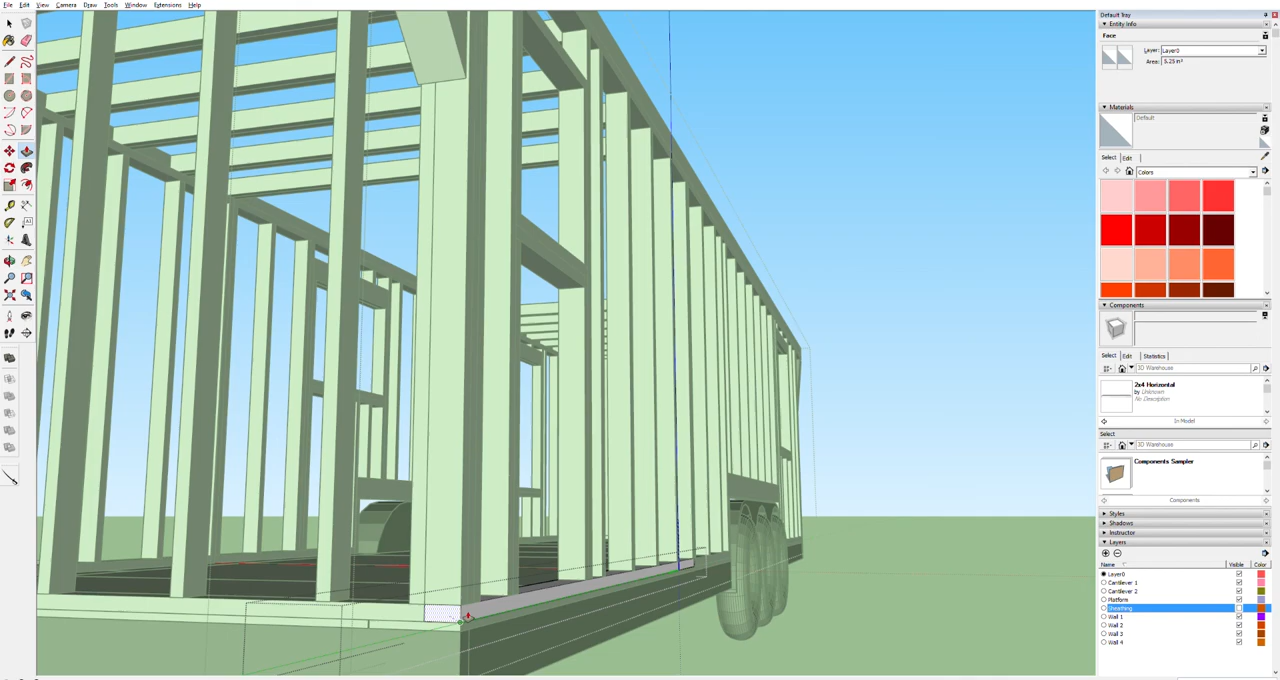 File Edit View Camera Draw Tools Window Extensions Help
Default Tray
Entity Info
Face
Layer: Layer0
Area: 5.25 in²
Materials
Default
Select Edit
Colors
Components
Select Edit Statistics
3D Warehouse
2x4 Horizontal
by Unknown
No Description
In Model
Select
3D Warehouse
Components Sampler
Components
Styles
Shadows
Instructor
Layers
Name Visible Color
Layer0
Cantilever 1
Cantilever 2
Platform
Sheathing
Wall 1
Wall 2
Wall 3
Wall 4